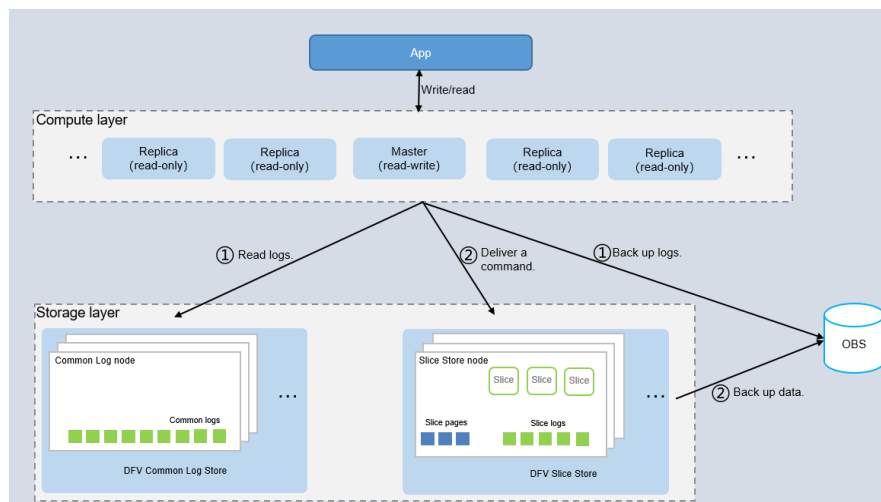 App
Write/read
Compute layer
...
Replica
(read-only)
Replica
(read-only)
Master
(read-write)
Replica
(read-only)
Replica
(read-only)
...
① Read logs.
② Deliver a
command.
① Back up logs.
Storage layer
Common Log node
Common logs
...
DFV Common Log Store
Slice Store node
Slice
Slice
Slice
Slice pages
Slice logs
...
DFV Slice Store
OBS
② Back up data.